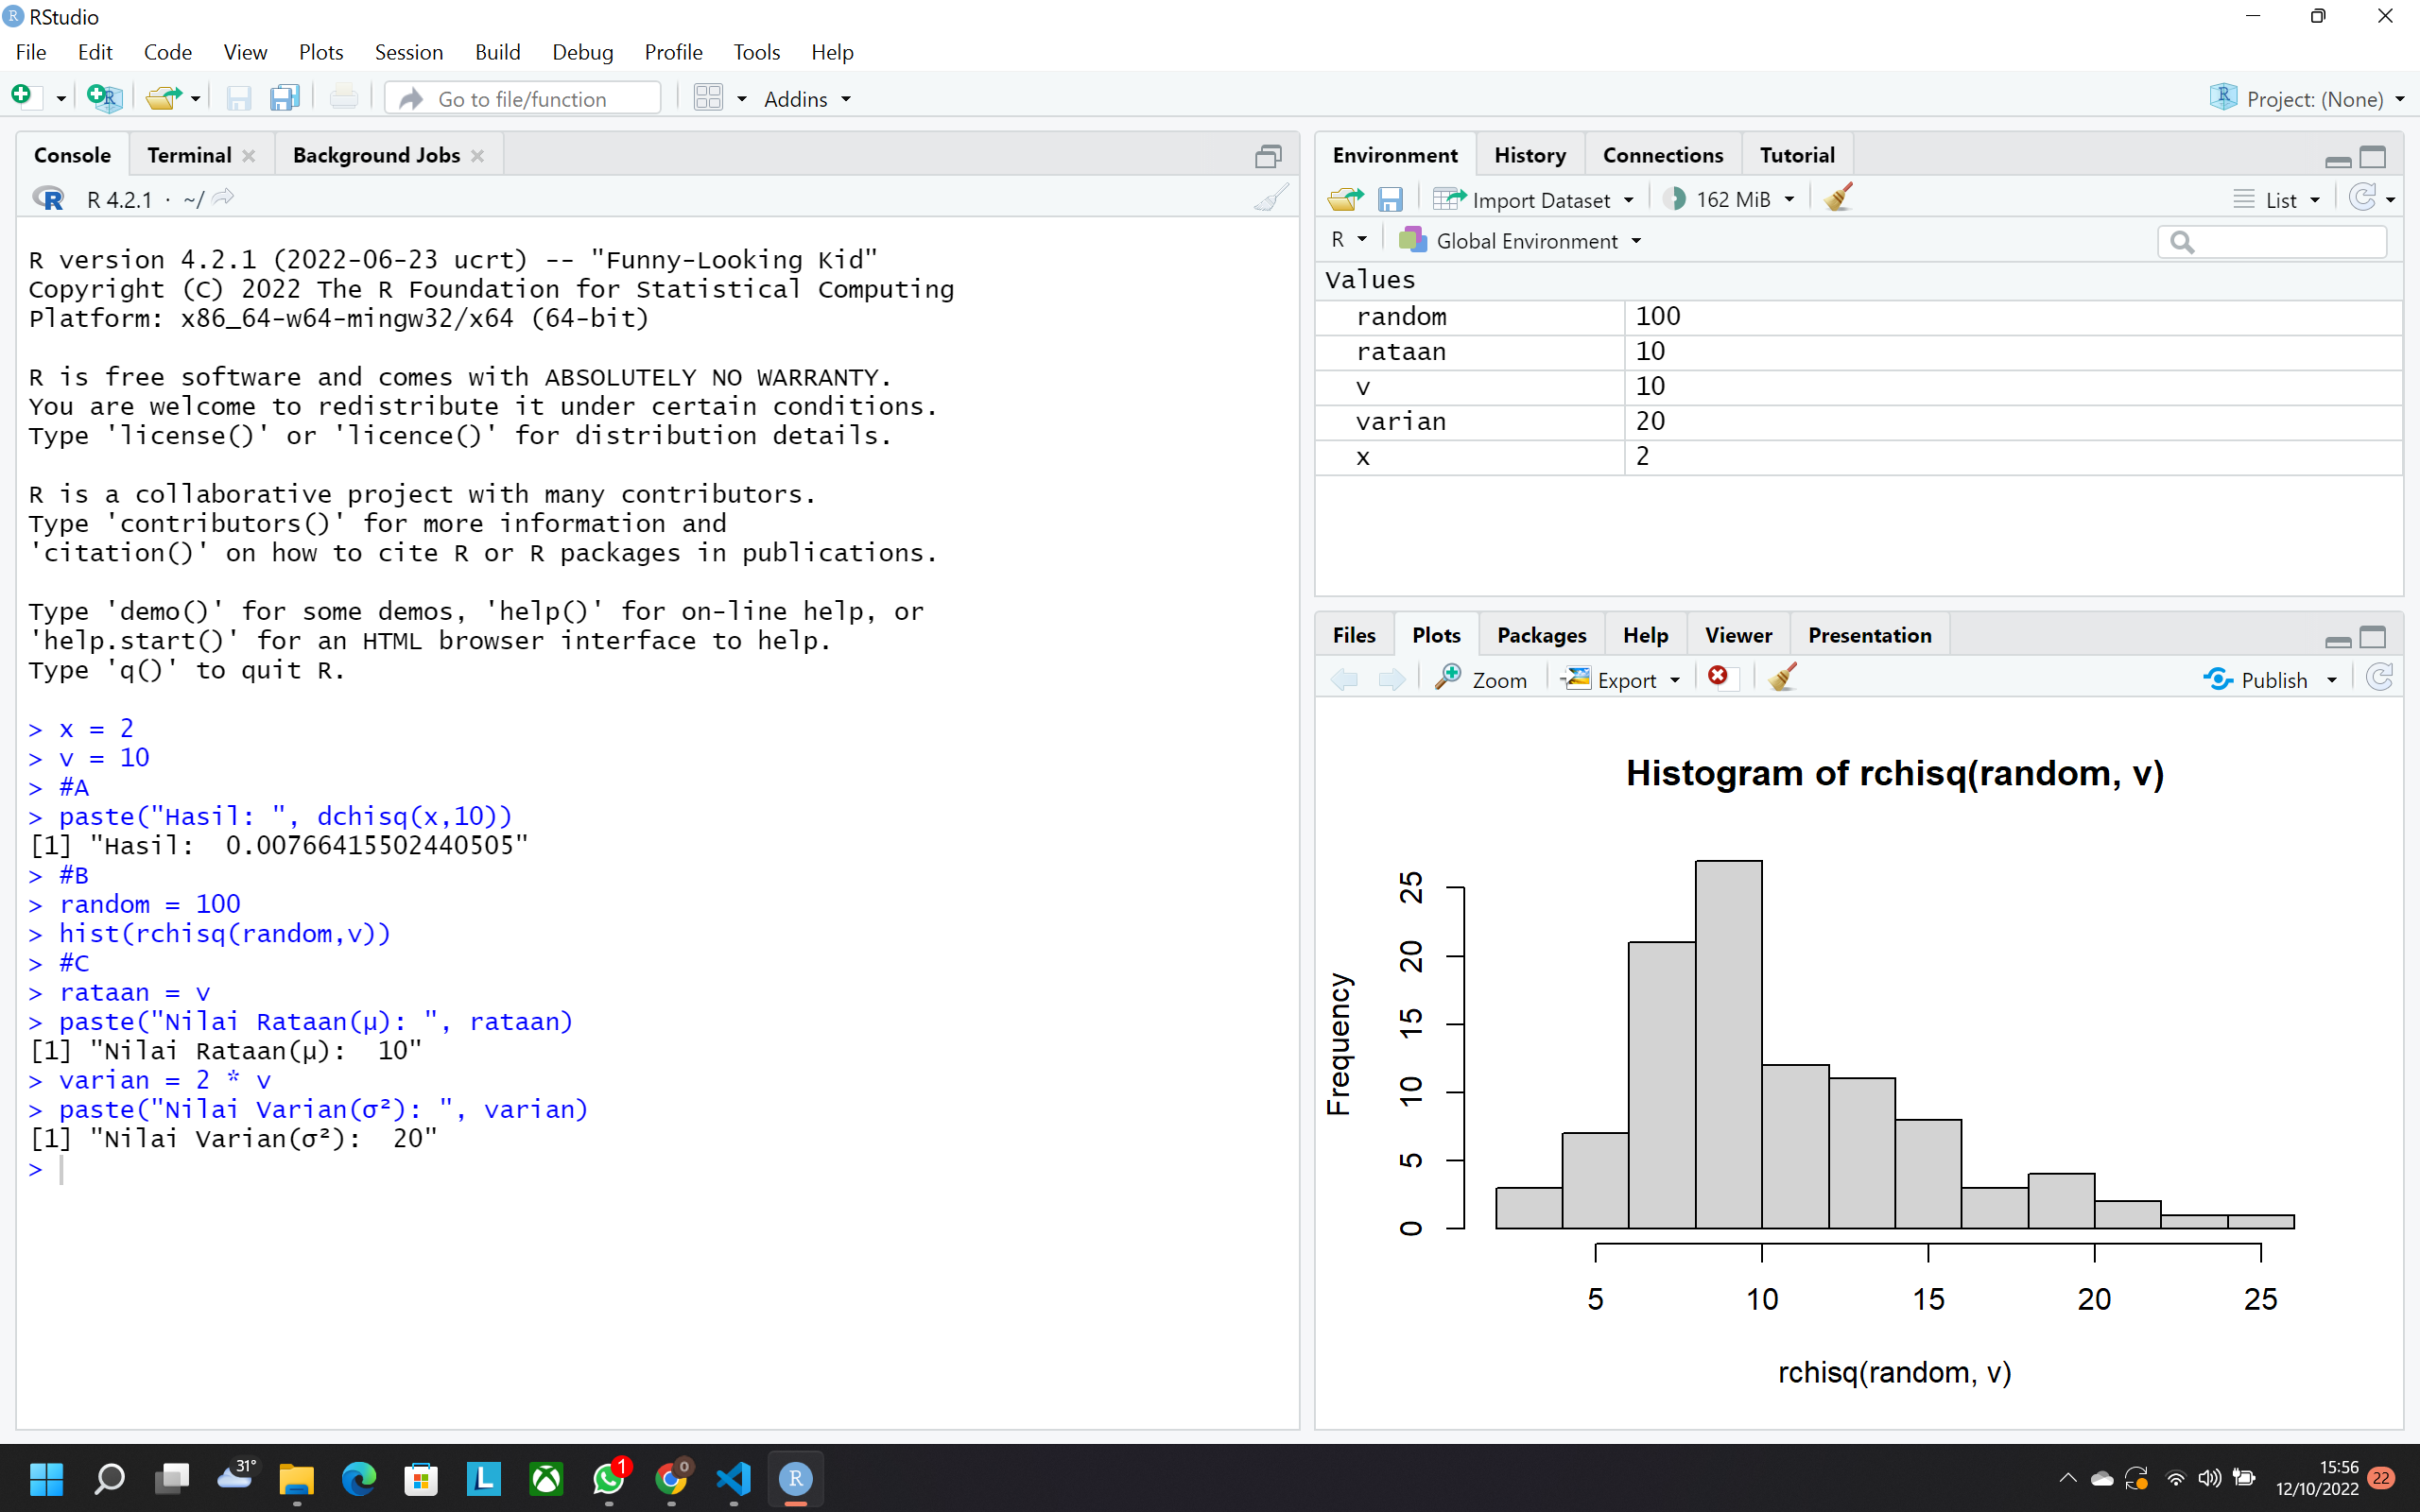 RStudio
File Edit Code View Plots Session Build Debug Profile Tools Help
Go to file/function Addins Project: (None)
Console Terminal Background Jobs
R 4.2.1 · ~/
R version 4.2.1 (2022-06-23 ucrt) -- "Funny-Looking Kid"
Copyright (C) 2022 The R Foundation for Statistical Computing
Platform: x86_64-w64-mingw32/x64 (64-bit)
R is free software and comes with ABSOLUTELY NO WARRANTY.
You are welcome to redistribute it under certain conditions.
Type 'license()' or 'licence()' for distribution details.
R is a collaborative project with many contributors.
Type 'contributors()' for more information and
'citation()' on how to cite R or R packages in publications.
Type 'demo()' for some demos, 'help()' for on-line help, or
'help.start()' for an HTML browser interface to help.
Type 'q()' to quit R.
> x = 2
> v = 10
> #A
> paste("Hasil: ", dchisq(x,10))
[1] "Hasil:  0.00766415502440505"
> #B
> random = 100
> hist(rchisq(random,v))
> #C
> rataan = v
> paste("Nilai Rataan(μ): ", rataan)
[1] "Nilai Rataan(μ):  10"
> varian = 2 * v
> paste("Nilai Varian(σ²): ", varian)
[1] "Nilai Varian(σ²):  20"
>
Environment History Connections Tutorial
Import Dataset 162 MiB List
R Global Environment
Values
random 100
rataan 10
v 10
varian 20
x 2
Files Plots Packages Help Viewer Presentation
Zoom Export Publish
Histogram of rchisq(random, v)
Frequency
25
20
15
10
5
0
5 10 15 20 25
rchisq(random, v)
31°
1
0
15:56
12/10/2022
22